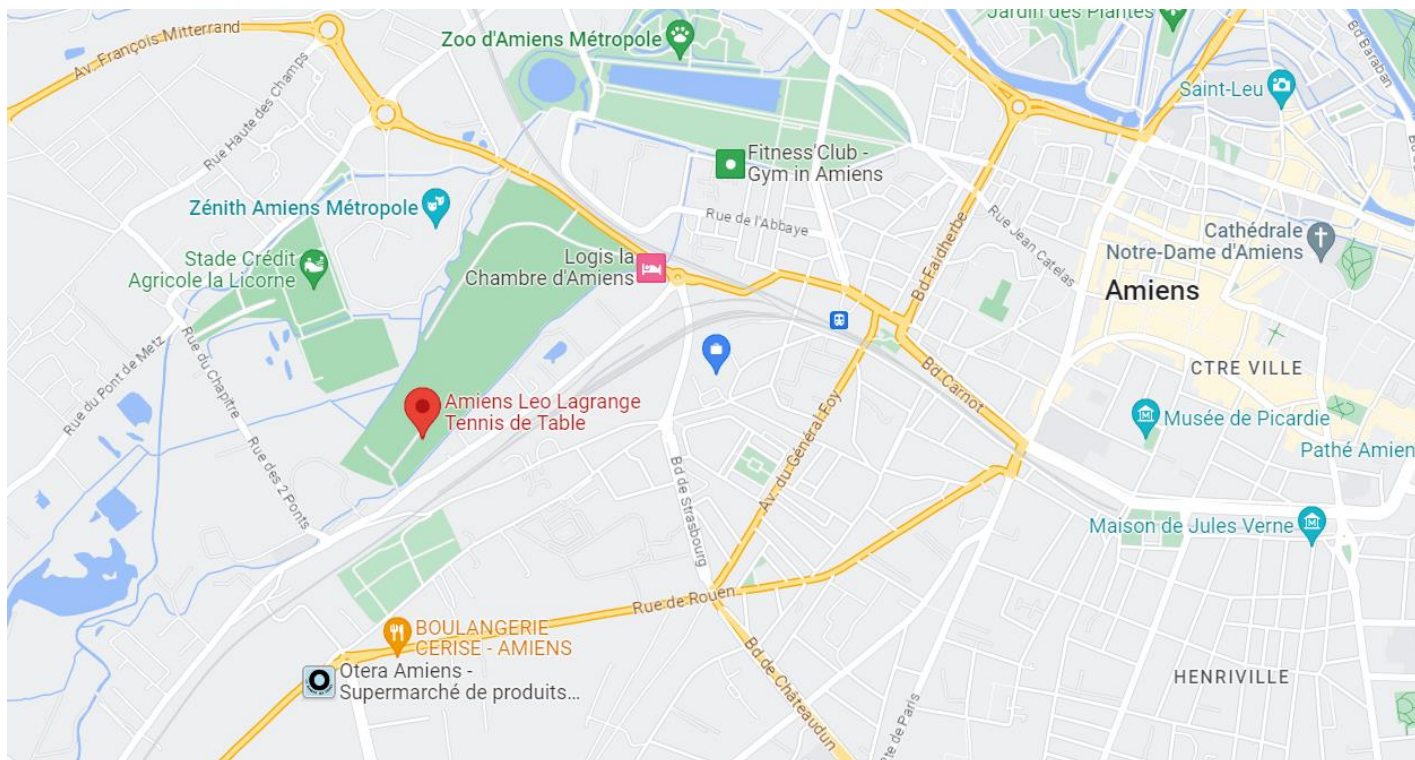 Jardin des Plantes
Zoo d'Amiens Métropole
Av. François Mitterrand
Bd Baraban
Saint-Leu
Rue Haute des Champs
Fitness'Club -
Gym in Amiens
Zénith Amiens Métropole
Rue de l'Abbaye
Bd Faidherbe
Rue Jean Catelas
Cathédrale
Notre-Dame d'Amiens
Stade Crédit
Agricole la Licorne
Logis la
Chambre d'Amiens
Amiens
Rue du Pont de Metz
Rue du Chapitre
CTRE VILLE
Bd Carnot
Amiens Leo Lagrange
Tennis de Table
Av. du Général Foy
Musée de Picardie
Pathé Amien
Rue des 2 Ponts
Bd de Strasbourg
Maison de Jules Verne
Rue de Rouen
BOULANGERIE
CERISE - AMIENS
Otera Amiens -
Supermarché de produits...
Bd de Châteaudun
HENRIVILLE